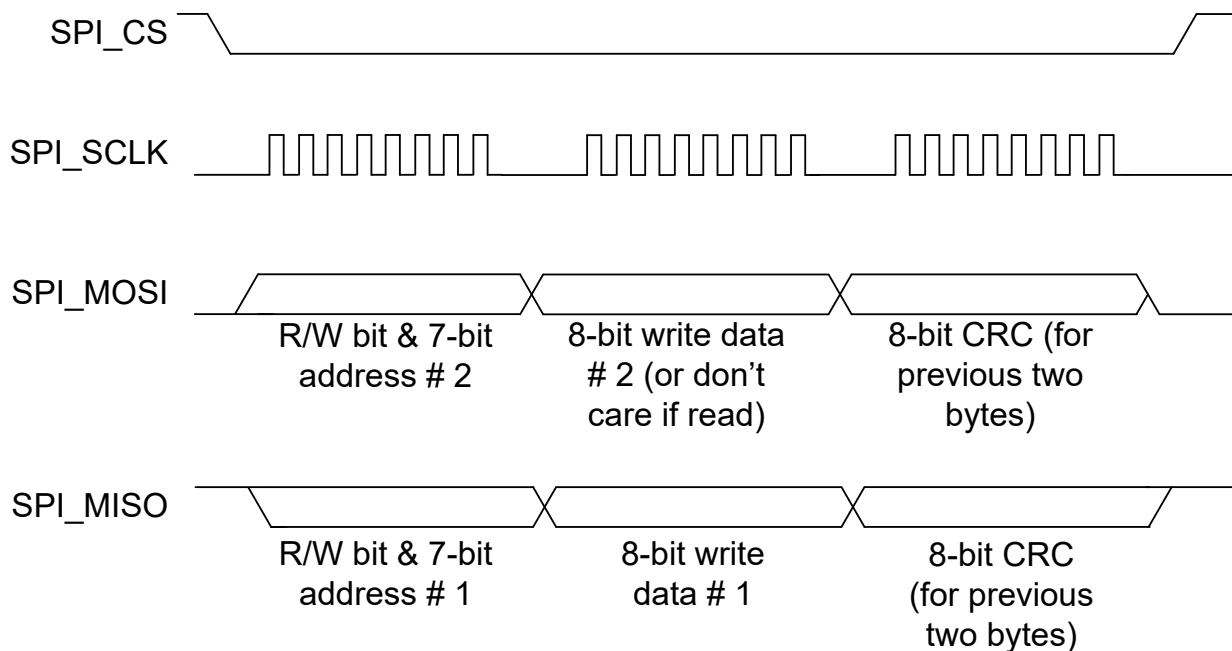 SPI_CS
SPI_SCLK
SPI_MOSI
R/W bit & 7-bit
address # 2
8-bit write data
# 2 (or don’t
care if read)
8-bit CRC (for
previous two
bytes)
SPI_MISO
R/W bit & 7-bit
address # 1
8-bit write
data # 1
8-bit CRC
(for previous
two bytes)